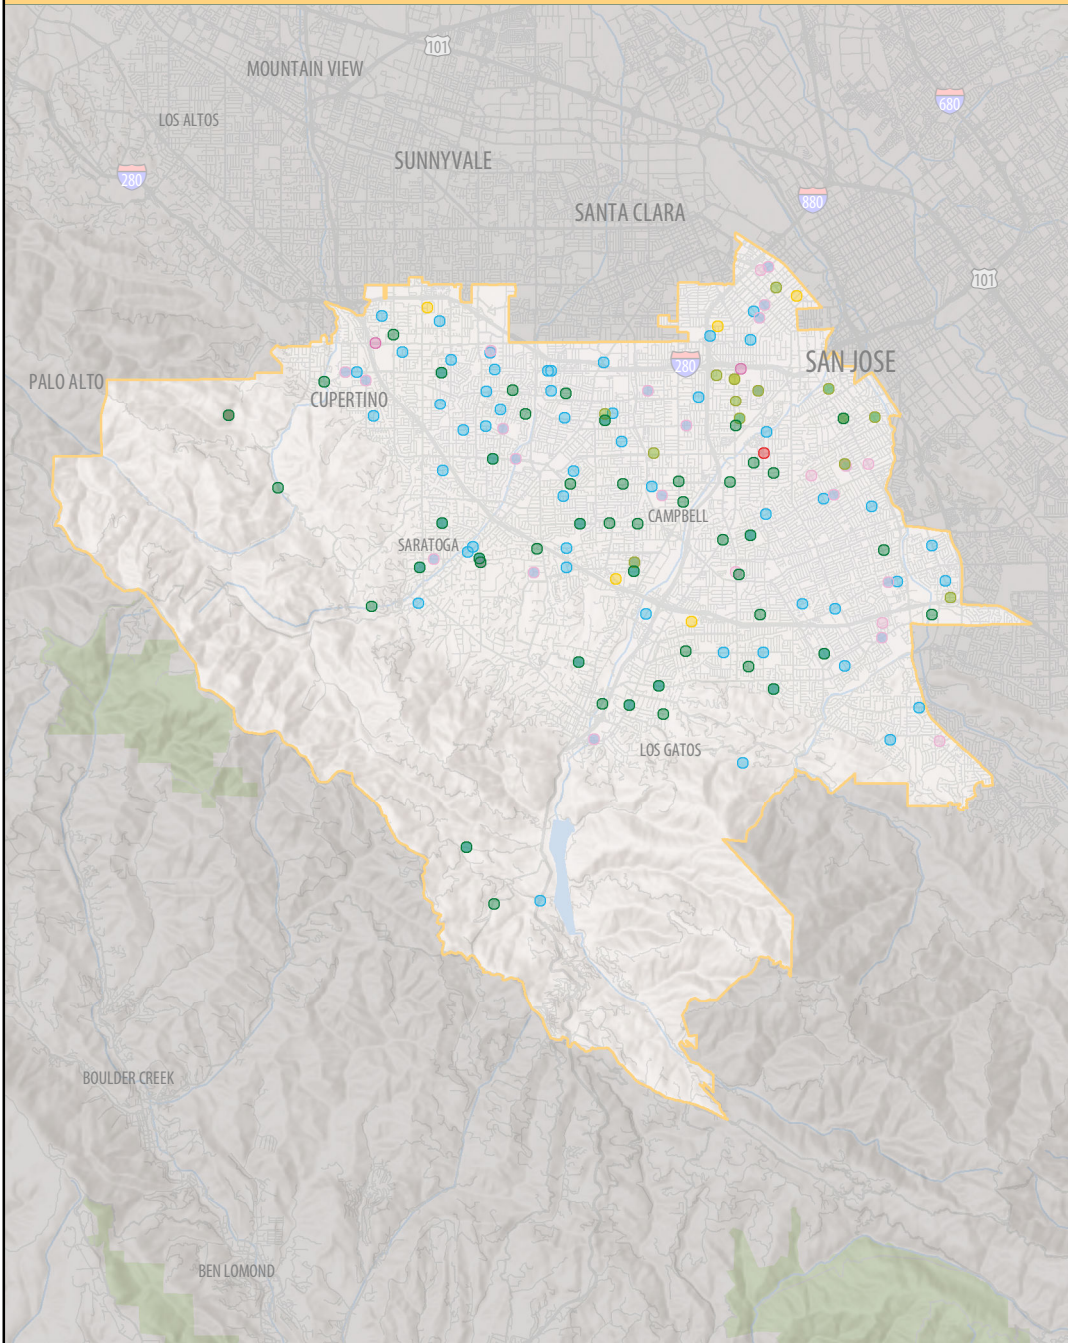 101
MOUNTAIN VIEW
680
LOS ALTOS
SUNNYVALE
280
880
SANTA CLARA
101
280
SAN JOSE
PALO ALTO
CUPERTINO
CAMPBELL
SARATOGA
LOS GATOS
BOULDER CREEK
BEN LOMOND